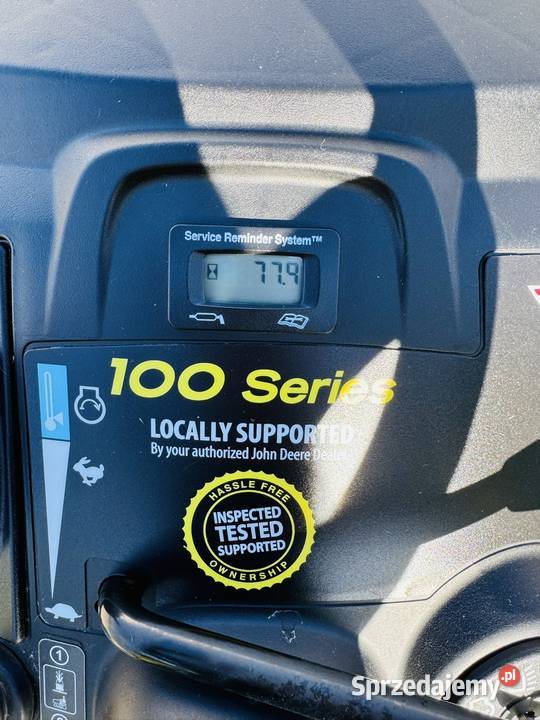 Service Reminder System™
77.9
100 Series
LOCALLY SUPPORTED
By your authorized John Deere Dealer
HASSLE FREE
INSPECTED
TESTED
SUPPORTED
OWNERSHIP
1
Sprzedajemy.pl